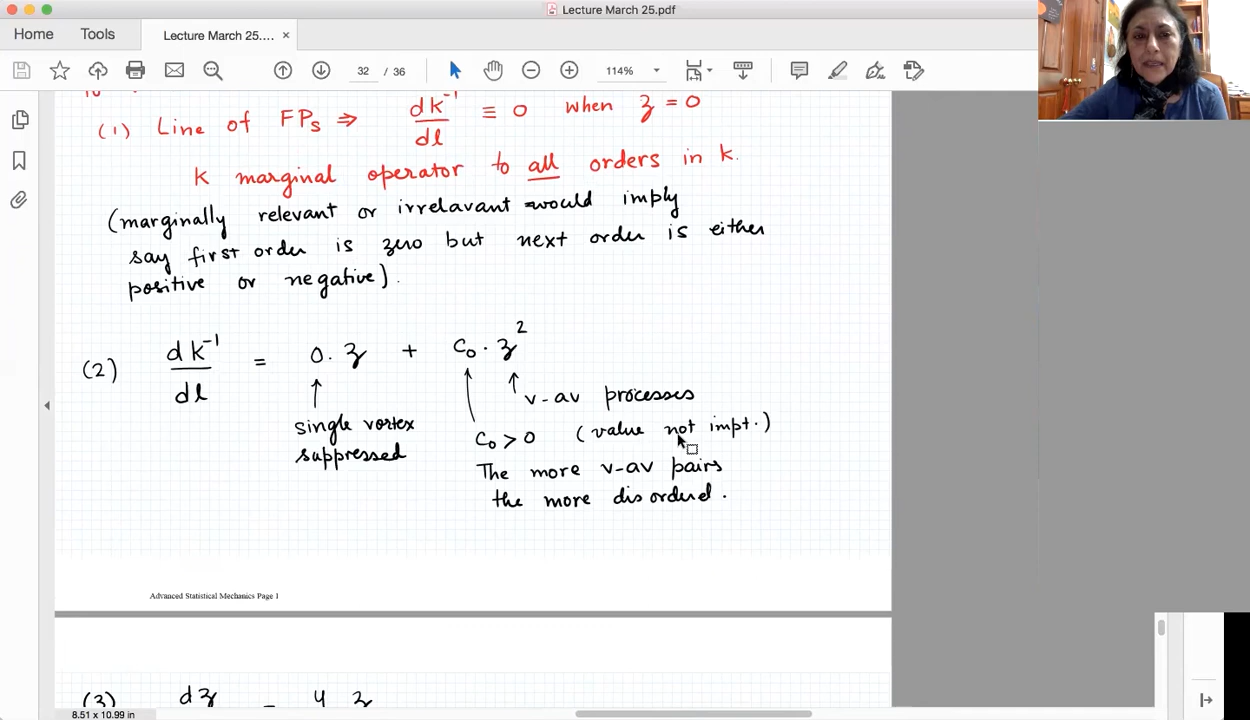 Lecture March 25.pdf
Home Tools Lecture March 25.... ×
32 / 36 114%
(1) Line of FPs ⇒ dk⁻¹/dl ≡ 0 when z = 0
k marginal operator to all orders in k.
(marginally relevant or irrelavant would imply
say first order is zero but next order is either
positive or negative).
(2) dk⁻¹/dl = 0. z + C₀ · z²
v-av processes
single vortex
suppressed
C₀ > 0 (value not impt.)
The more v-av pairs
the more disordered.
Advanced Statistical Mechanics Page 1
(3) dz = y z
8.51 x 10.99 in